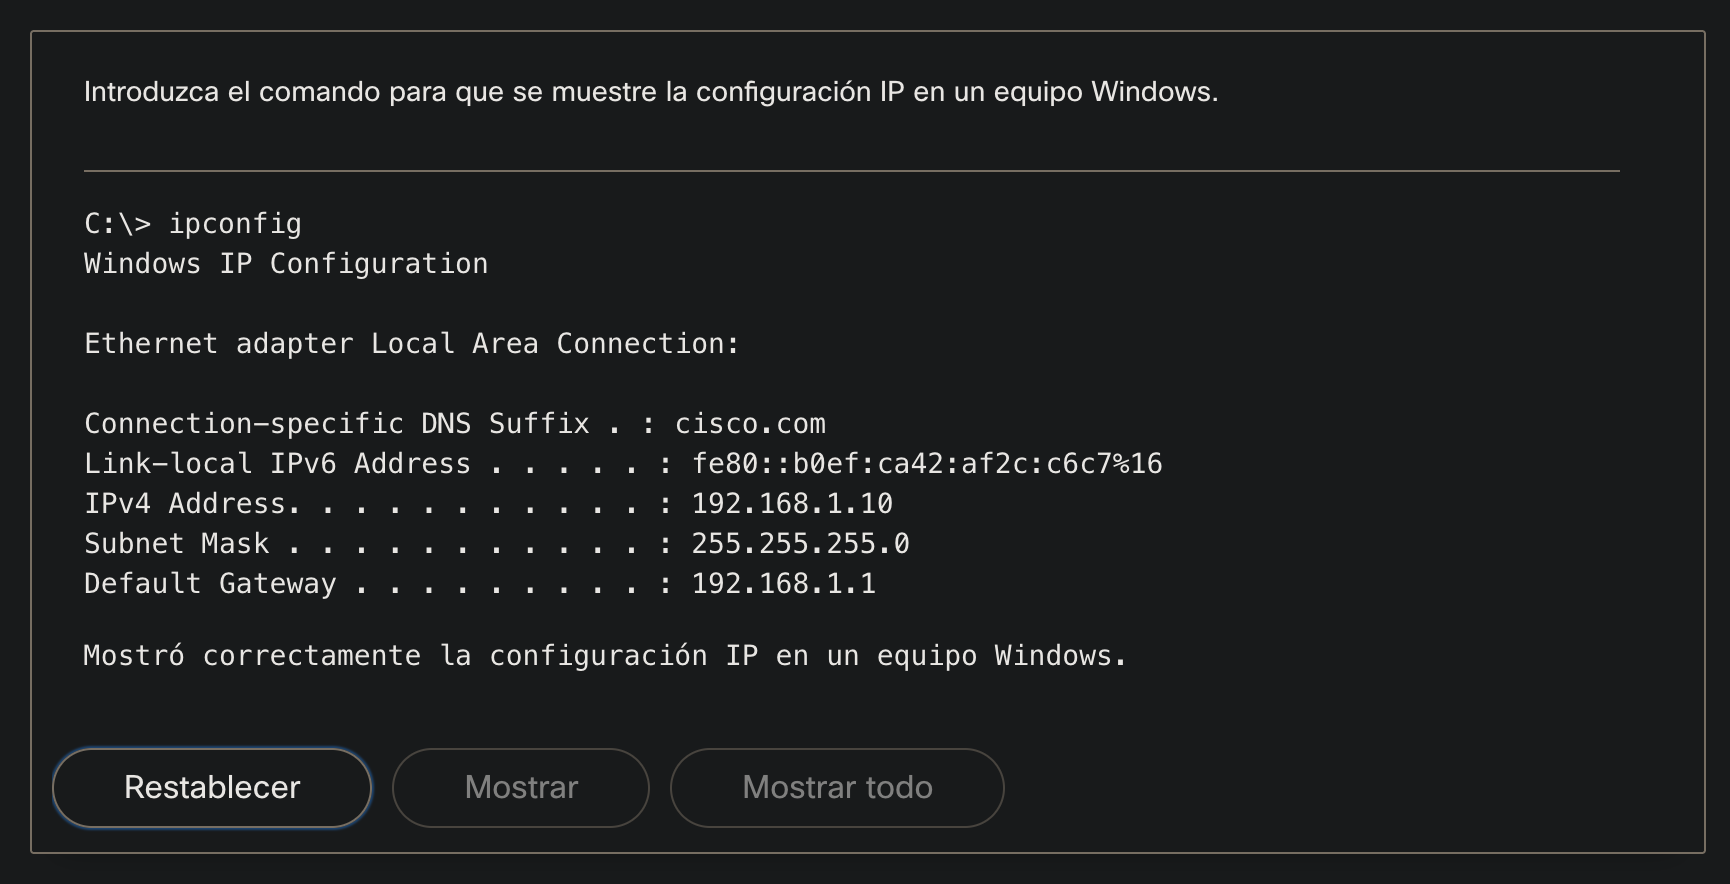 Introduzca el comando para que se muestre la configuración IP en un equipo Windows.
C:\> ipconfig
Windows IP Configuration
Ethernet adapter Local Area Connection:
Connection-specific DNS Suffix . : cisco.com
Link-local IPv6 Address . . . . . : fe80::b0ef:ca42:af2c:c6c7%16
IPv4 Address. . . . . . . . . . . : 192.168.1.10
Subnet Mask . . . . . . . . . . . : 255.255.255.0
Default Gateway . . . . . . . . . : 192.168.1.1
Mostró correctamente la configuración IP en un equipo Windows.
Restablecer Mostrar Mostrar todo